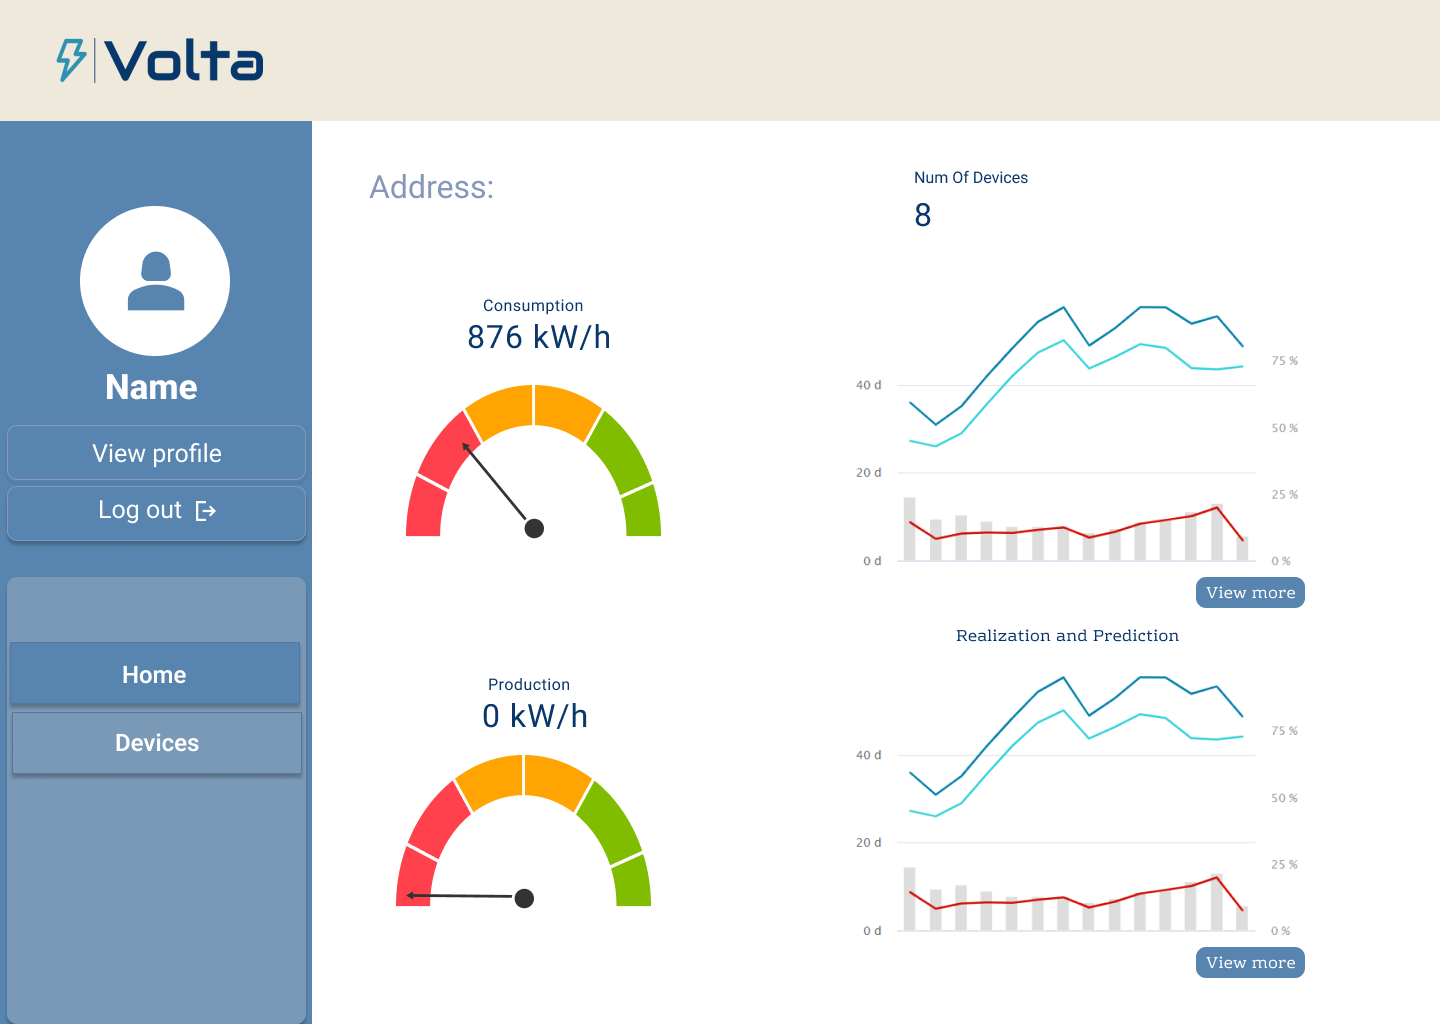 Volta
Name
View profile
Log out
Home
Devices
Address:
Num Of Devices
8
Consumption
876 kW/h
Production
0 kW/h
75 %
40 d
50 %
20 d
25 %
0 d
0 %
View more
Realization and Prediction
75 %
40 d
50 %
20 d
25 %
0 d
0 %
View more